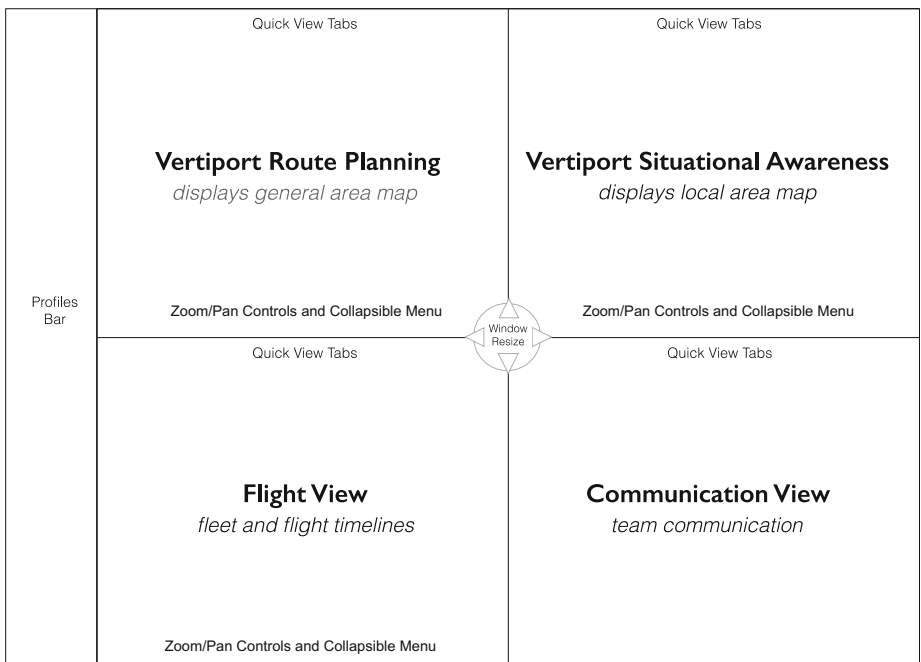 Profiles
Bar
Quick View Tabs
Vertiport Route Planning
displays general area map
Zoom/Pan Controls and Collapsible Menu
Quick View Tabs
Vertiport Situational Awareness
displays local area map
Zoom/Pan Controls and Collapsible Menu
Window
Resize
Quick View Tabs
Flight View
fleet and flight timelines
Zoom/Pan Controls and Collapsible Menu
Quick View Tabs
Communication View
team communication